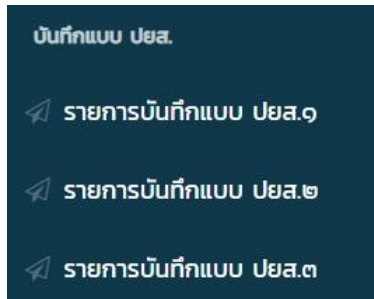 บันทึกแบบ ปยส.
รายการบันทึกแบบ ปยส.๑
รายการบันทึกแบบ ปยส.๒
รายการบันทึกแบบ ปยส.๓